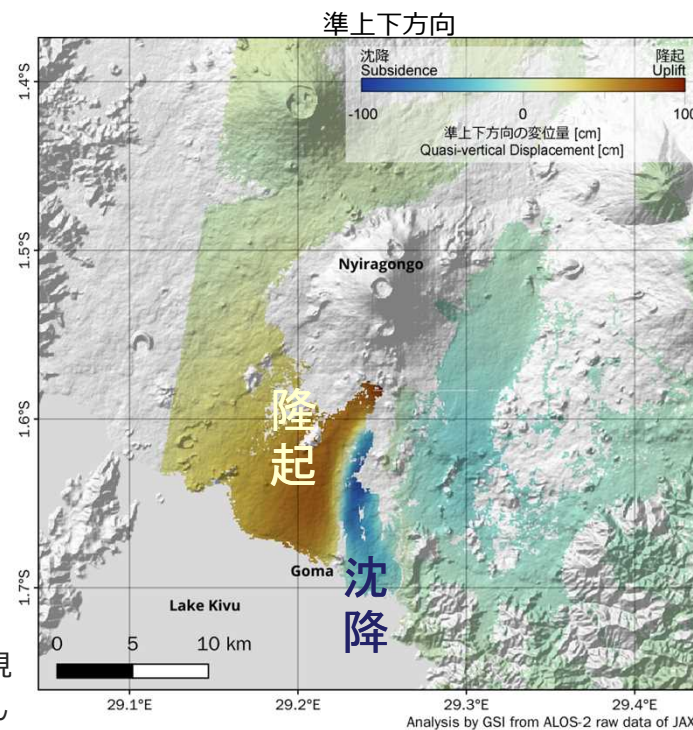 準上下方向
沈降
Subsidence
隆起
Uplift
-100
0
100
準上下方向の変位量 [cm]
Quasi-vertical Displacement [cm]
1.4°S
1.5°S
Nyiragongo
1.6°S
隆起
Goma
沈降
1.7°S
Lake Kivu
0
5
10 km
現
29.1°E
29.2°E
29.3°E
29.4°E
Analysis by GSI from ALOS-2 raw data of JAX